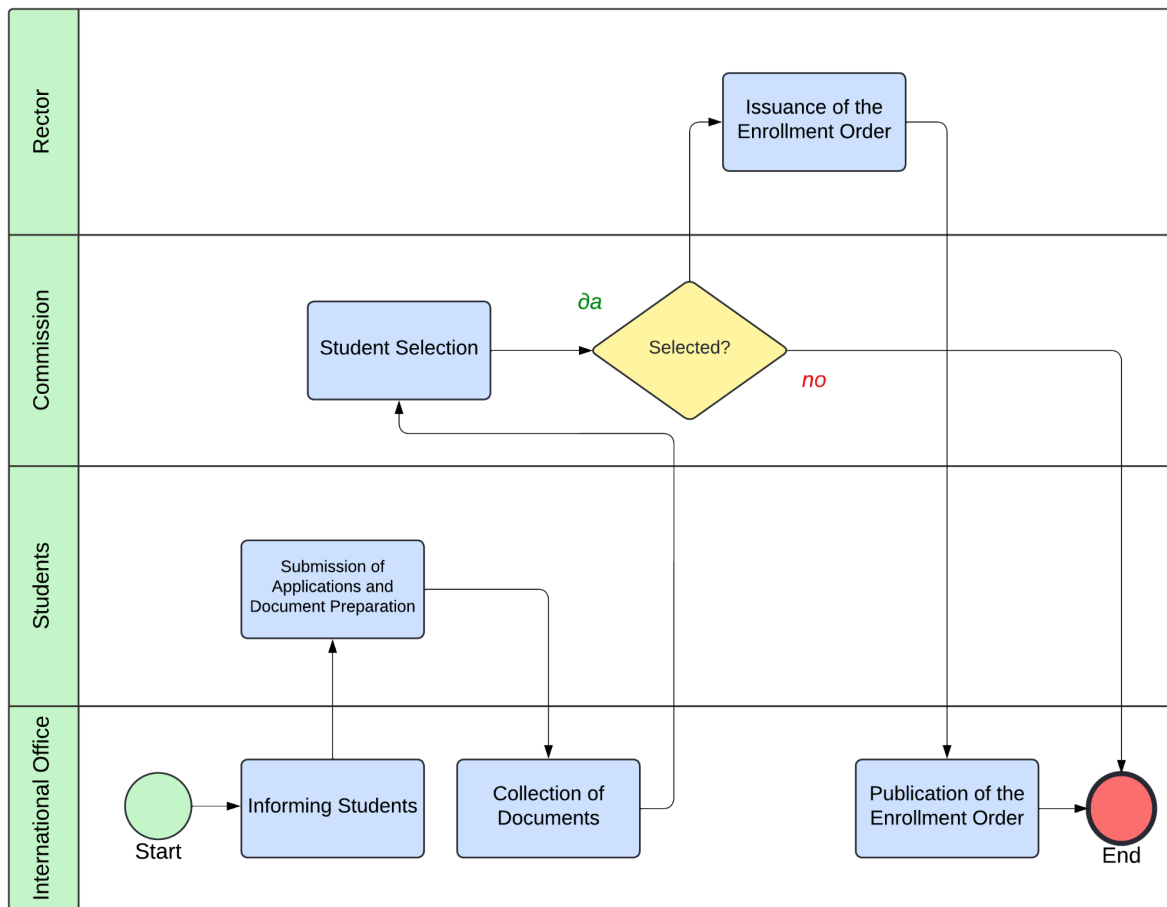 Rector
Issuance of the
Enrollment Order
Commission
Student Selection
да
Selected?
no
Students
Submission of
Applications and
Document Preparation
International Office
Start
Informing Students
Collection of
Documents
Publication of the
Enrollment Order
End